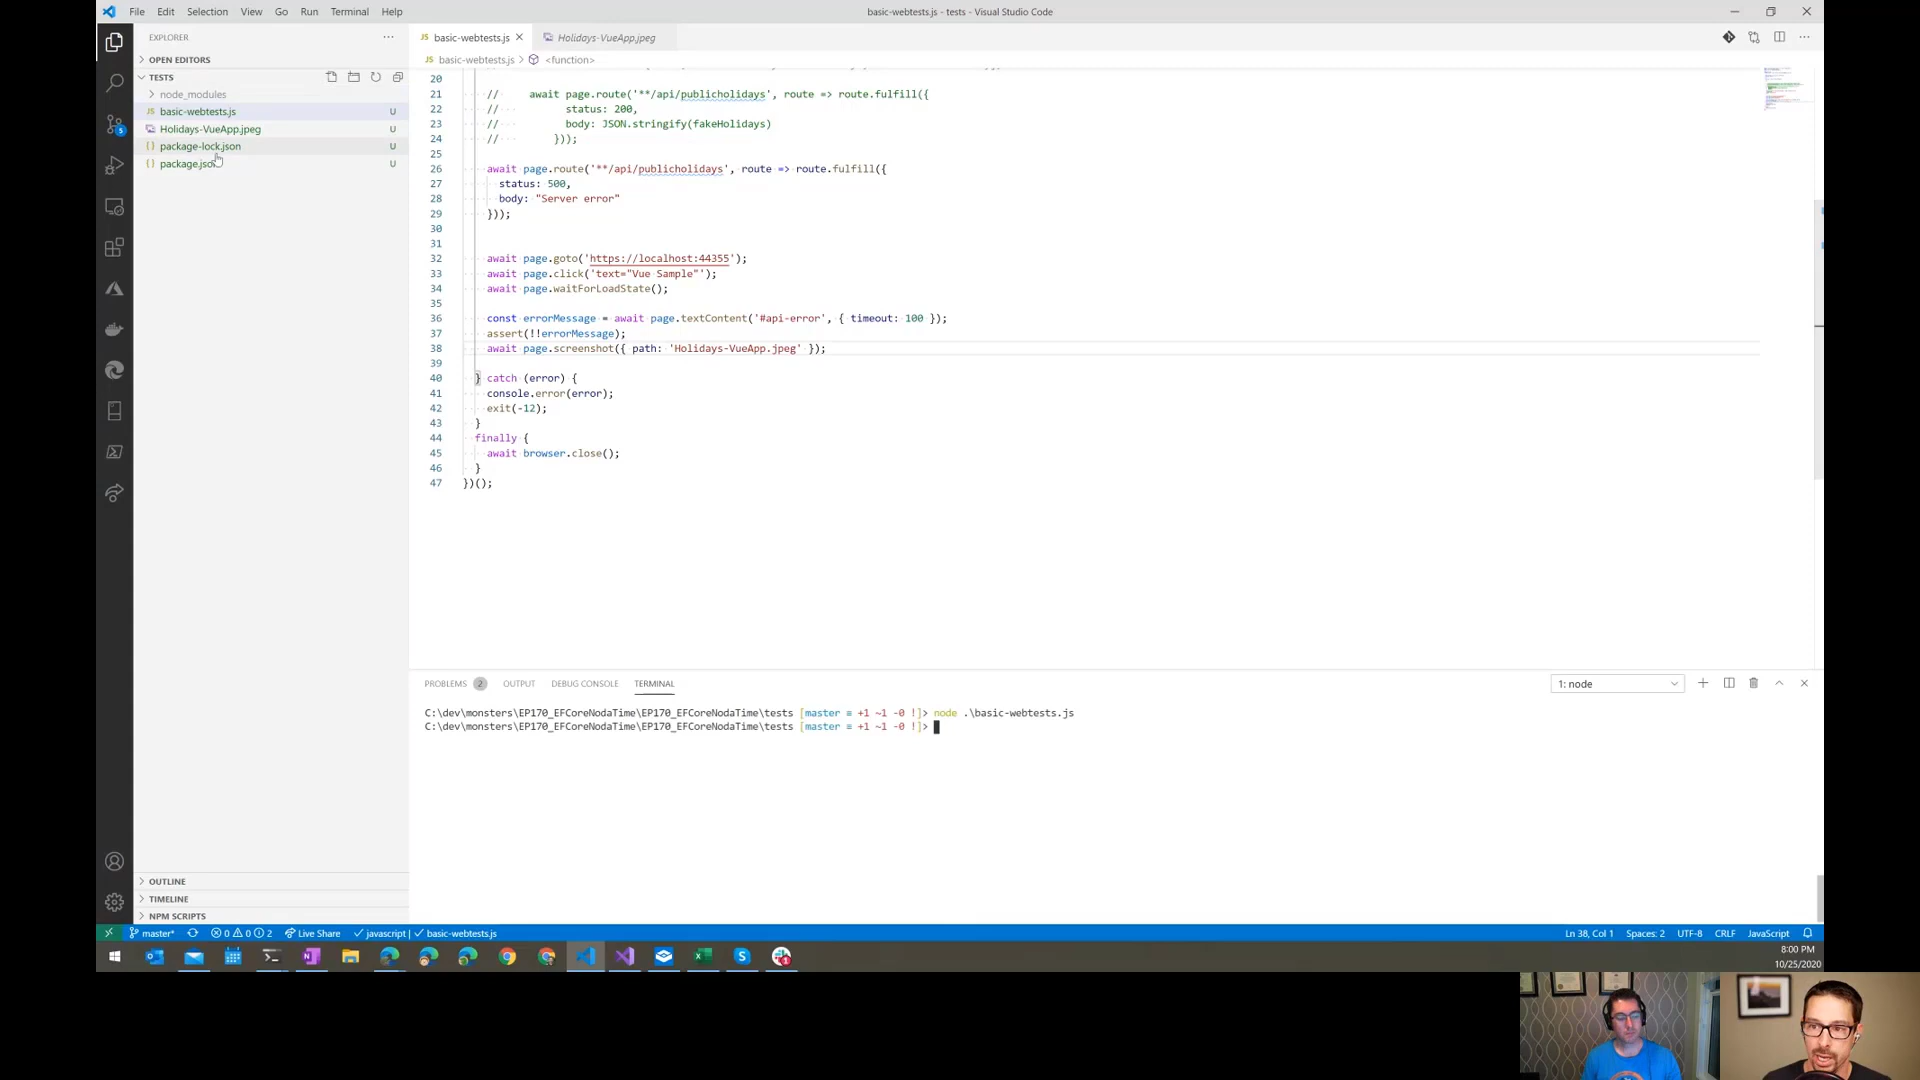 File Edit Selection View Go Run Terminal Help
basic-webtests.js - tests - Visual Studio Code
EXPLORER
OPEN EDITORS
TESTS
node_modules
basic-webtests.js U
Holidays-VueApp.jpeg U
package-lock.json U
package.json U
OUTLINE
TIMELINE
NPM SCRIPTS
JS basic-webtests.js
Holidays-VueApp.jpeg
JS basic-webtests.js > <function>
20
21 // await page.route('**/api/publicholidays', route => route.fulfill({
22 // status: 200,
23 // body: JSON.stringify(fakeHolidays)
24 // }));
25
26 await page.route('**/api/publicholidays', route => route.fulfill({
27 status: 500,
28 body: "Server error"
29 }));
30
31
32 await page.goto('https://localhost:44355');
33 await page.click('text="Vue Sample"');
34 await page.waitForLoadState();
35
36 const errorMessage = await page.textContent('#api-error', { timeout: 100 });
37 assert(!!errorMessage);
38 await page.screenshot({ path: 'Holidays-VueApp.jpeg' });
39
40 } catch (error) {
41 console.error(error);
42 exit(-12);
43 }
44 finally {
45 await browser.close();
46 }
47 })();
PROBLEMS 2 OUTPUT DEBUG CONSOLE TERMINAL
1: node
C:\dev\monsters\EP170_EFCoreNodaTime\EP170_EFCoreNodaTime\tests [master ≡ +1 ~1 -0 !]> node .\basic-webtests.js
C:\dev\monsters\EP170_EFCoreNodaTime\EP170_EFCoreNodaTime\tests [master ≡ +1 ~1 -0 !]>
master* 0 0 2 Live Share javascript | basic-webtests.js
Ln 38, Col 1 Spaces: 2 UTF-8 CRLF JavaScript
8:00 PM
10/25/2020